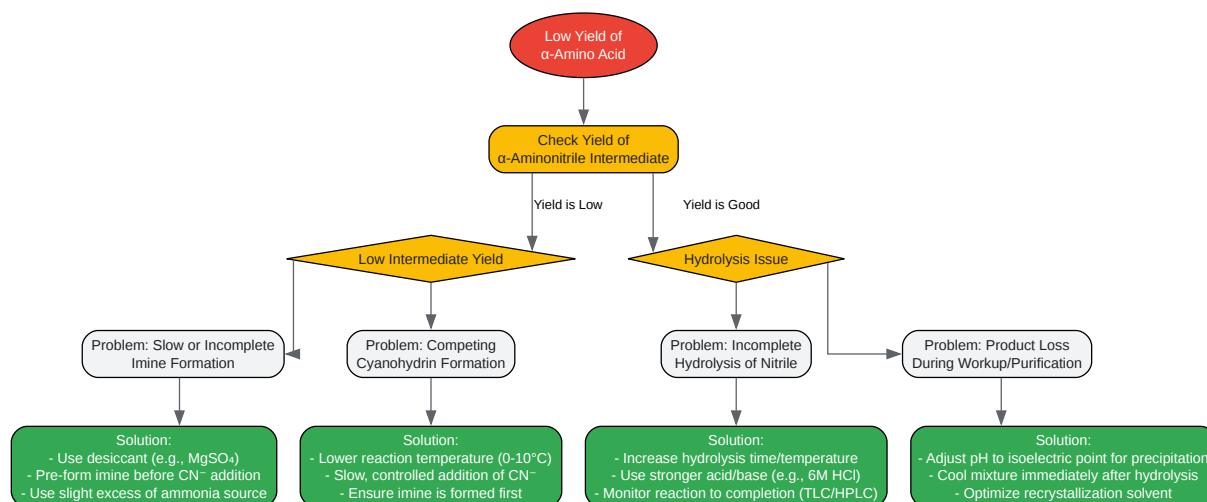 Low Yield of
α-Amino Acid
Check Yield of
α-Aminonitrile Intermediate
Yield is Low
Yield is Good
Low Intermediate Yield
Hydrolysis Issue
Problem: Slow or Incomplete
Imine Formation
Problem: Competing
Cyanohydrin Formation
Problem: Incomplete
Hydrolysis of Nitrile
Problem: Product Loss
During Workup/Purification
Solution:
- Use desiccant (e.g., MgSO₄)
- Pre-form imine before CN⁻ addition
- Use slight excess of ammonia source
Solution:
- Lower reaction temperature (0-10°C)
- Slow, controlled addition of CN⁻
- Ensure imine is formed first
Solution:
- Increase hydrolysis time/temperature
- Use stronger acid/base (e.g., 6M HCl)
- Monitor reaction to completion (TLC/HPLC)
Solution:
- Adjust pH to isoelectric point for precipitation
- Cool mixture immediately after hydrolysis
- Optimize recrystallization solvent